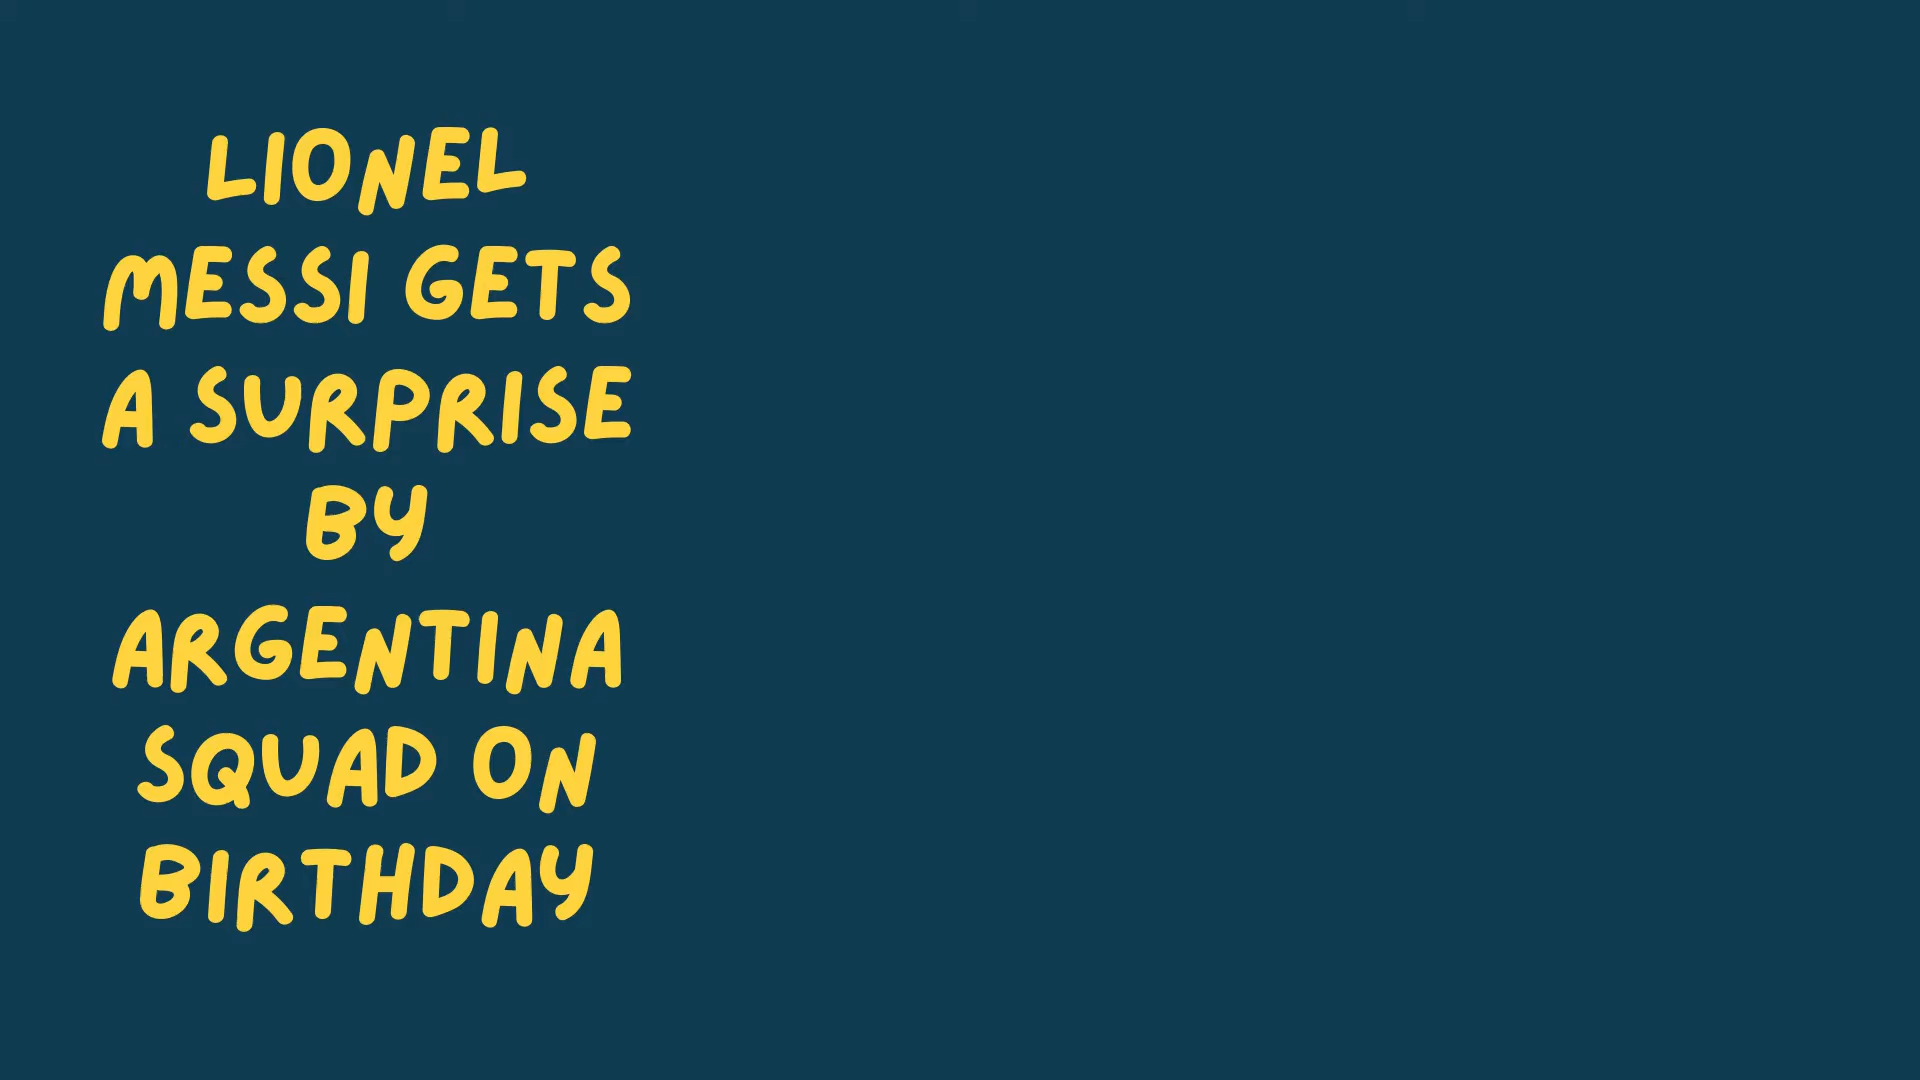 LIONEL
MESSI GETS
A SURPRISE
BY
ARGENTINA
SQUAD ON
BIRTHDAY